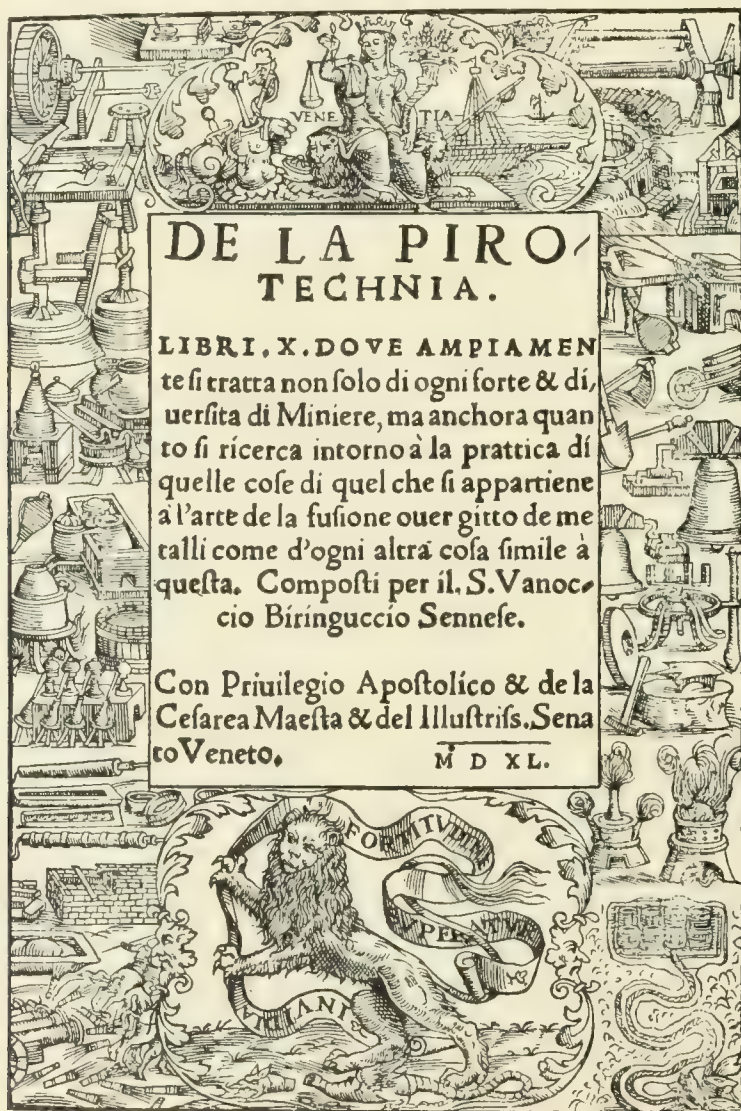 VENE TIA
DE LA PIRO/
TECHNIA.
LIBRI. X. DOVE AMPIAMEN
te ſi tratta non ſolo di ogni ſorte & di/
uerſita di Miniere, ma anchora quan
to ſi ricerca intorno à la prattica di
quelle coſe di quel che ſi appartiene
a l'arte de la fuſione ouer gitto de me
talli come d'ogni altra coſa ſimile à
queſta. Compoſti per il. S. Vanoc⸗
cio Biringuccio Senneſe.
Con Priuilegio Apoſtolico & de la
Ceſarea Maeſta & del Illuſtriſs. Sena
to Veneto.   M D XL.
FORTITVDINE